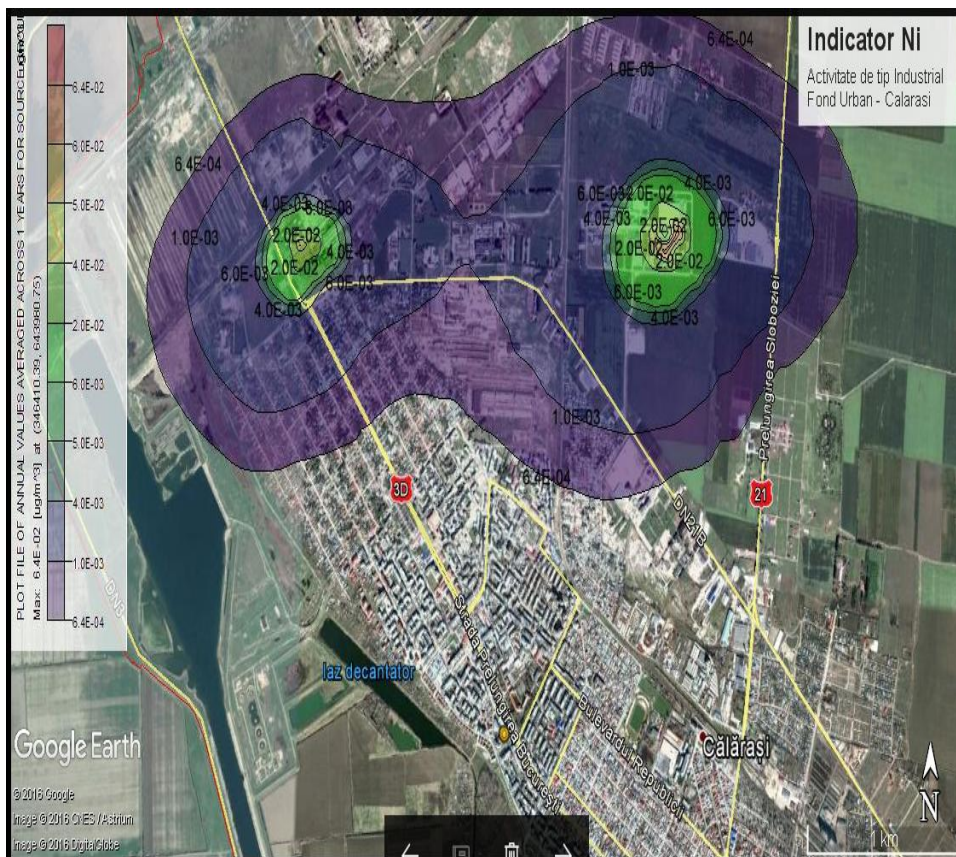 Indicator Ni
Activitate de tip Industrial
Fond Urban - Calarasi
PLOT FILE OF ANNUAL VALUES AVERAGED ACROSS 1 YEARS FOR SOURCE
Max: 6.4E-02 [ug/m^3] at (346410.39, 643980.75)
6.4E-02
6.0E-02
5.0E-02
4.0E-02
2.0E-02
6.0E-03
5.0E-03
4.0E-03
1.0E-03
6.4E-04
6.4E-04
1.0E-03
6.4E-04
4.0E-03
6.0E-03
1.0E-03
2.0E-02
4.0E-03
6.0E-03
2.0E-02
6.0E-03
4.0E-03
6.0E-03
2.0E-02
4.0E-03
4.0E-03
2.0E-02
6.0E-03
2.0E-02
2.0E-02
6.0E-03
4.0E-03
1.0E-03
6.4E-04
Prelungirea-Sloboziei
3D
21
DN21B
DN3
Strada Prelungirea București
Bulevardul Republicii
Iaz decantator
Călărași
Google Earth
© 2016 Google
Image © 2016 CNES / Astrium
Image © 2016 DigitalGlobe
N
1 km